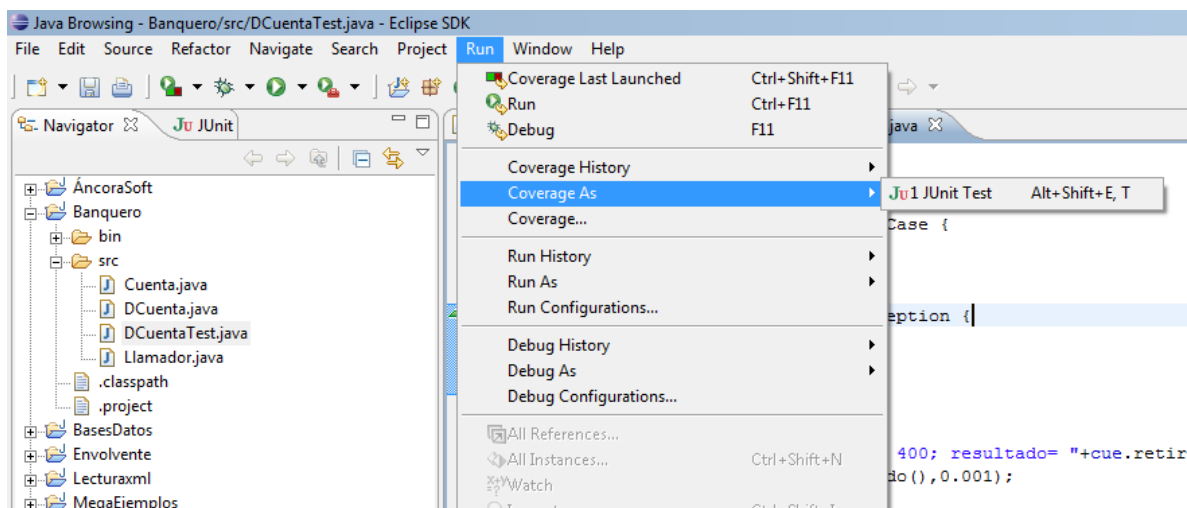 Java Browsing - Banquero/src/DCuentaTest.java - Eclipse SDK
File Edit Source Refactor Navigate Search Project Run Window Help
Navigator JU JUnit
ÁncoraSoft
Banquero
bin
src
Cuenta.java
DCuenta.java
DCuentaTest.java
Llamador.java
.classpath
.project
BasesDatos
Envolvente
Lecturaxml
MegaEjemplos
Coverage Last Launched Ctrl+Shift+F11
Run Ctrl+F11
Debug F11
Coverage History
Coverage As
Coverage...
Run History
Run As
Run Configurations...
Debug History
Debug As
Debug Configurations...
All References...
All Instances... Ctrl+Shift+N
Watch
JU 1 JUnit Test Alt+Shift+E, T
java
Case {
eption {
400; resultado= "+cue.retir
do(),0.001);